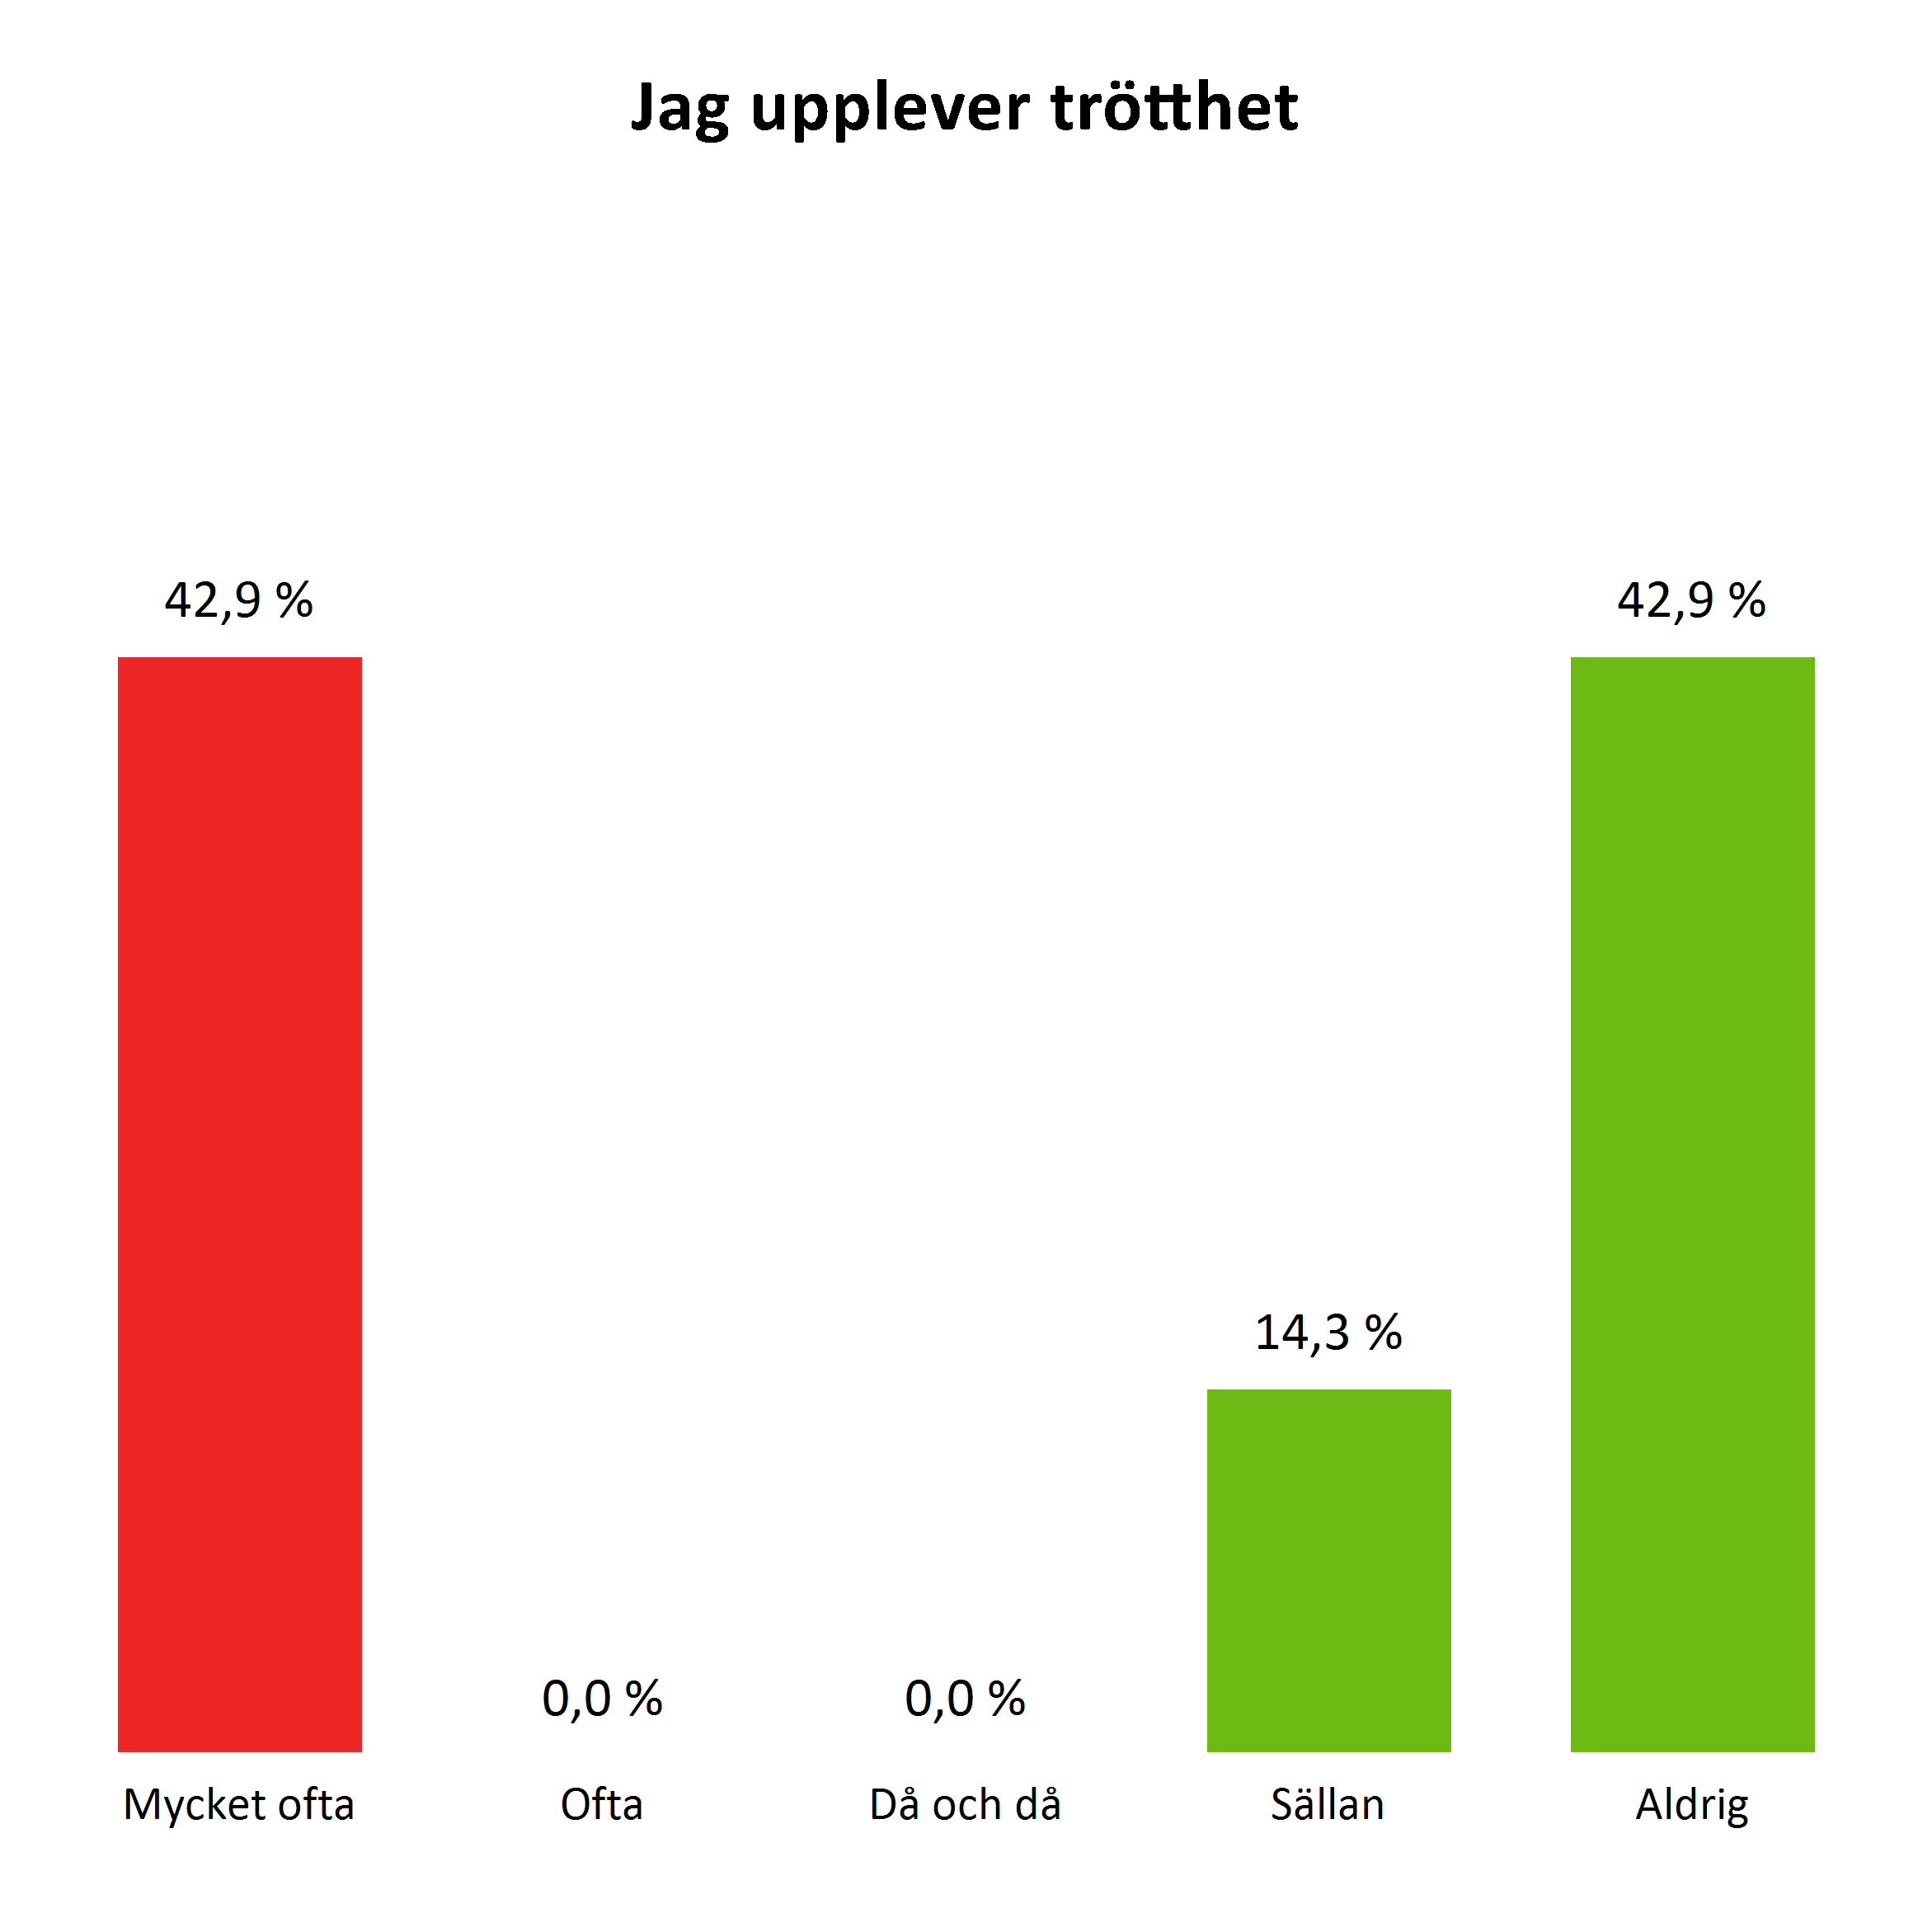 Jag upplever trötthet
42,9 %
42,9 %
14,3 %
0,0 %
0,0 %
Mycket ofta
Ofta
Då och då
Sällan
Aldrig